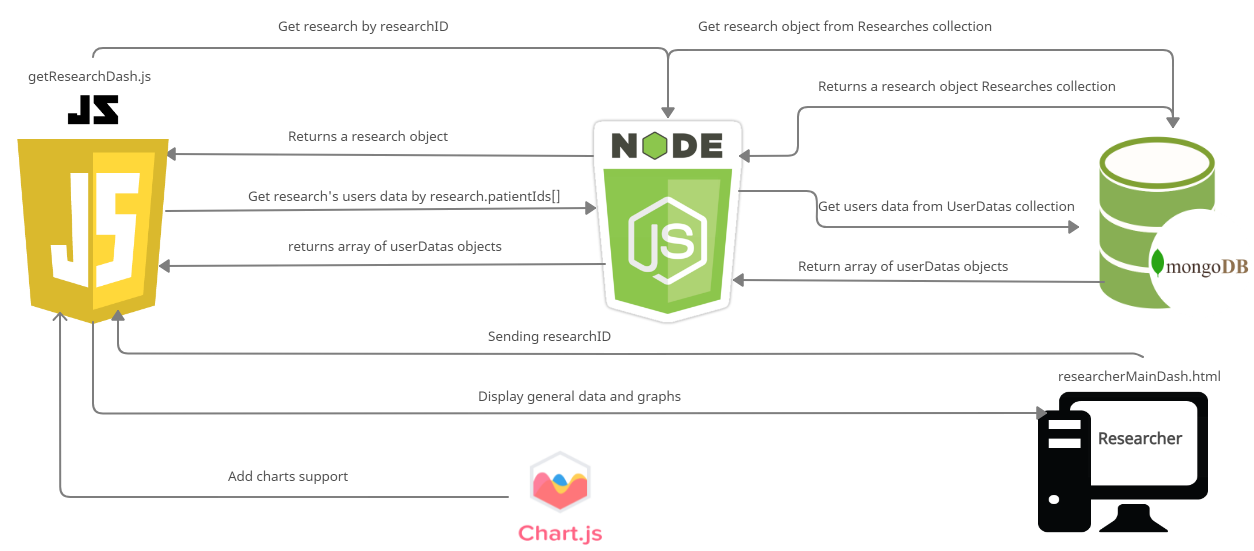 Get research by researchID
Get research object from Researches collection
getResearchDash.js
JS
Returns a research object Researches collection
Returns a research object
NODE
JS
Get research's users data by research.patientIds[]
Get users data from UserDatas collection
JS
returns array of userDatas objects
Return array of userDatas objects
mongoDB
Sending researchID
researcherMainDash.html
Display general data and graphs
Researcher
Add charts support
Chart.js